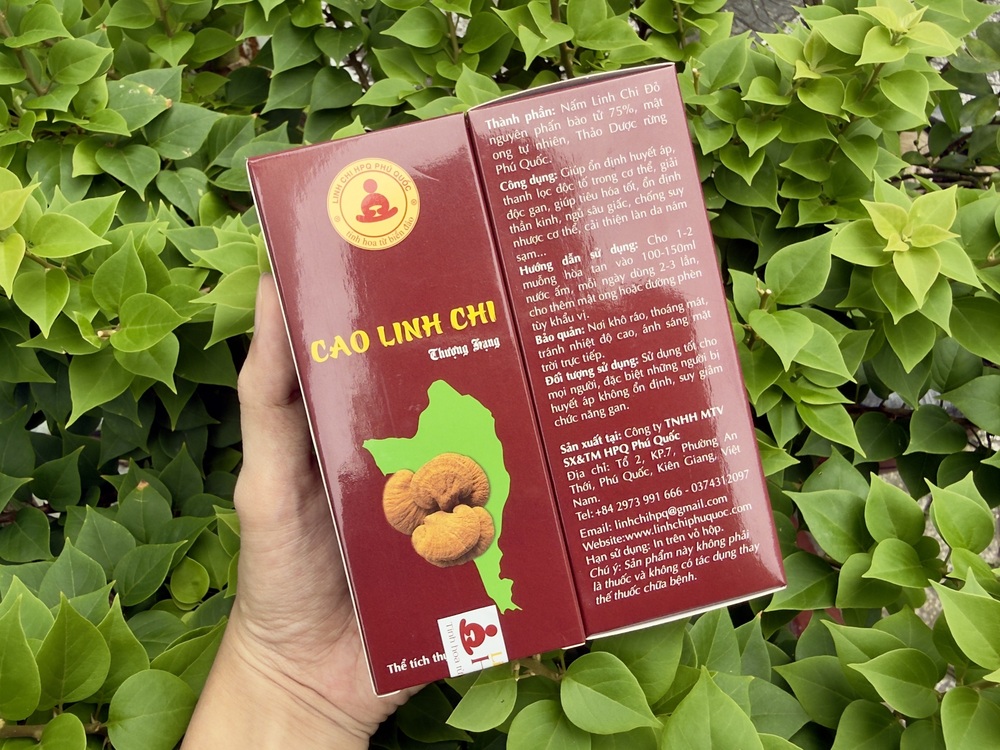 LINH CHI HPQ PHÚ QUỐC
tinh hoa từ biển đảo
CAO LINH CHI
Thượng Hạng
Thể tích
Tinh hoa từ
Thành phần: Nấm Linh Chi Đỏ
nguyên phấn bào tử 75%, mật
ong tự nhiên, Thảo Dược rừng
Phú Quốc.
Công dụng: Giúp ổn định huyết áp,
thanh lọc độc tố trong cơ thể, giải
độc gan, giúp tiêu hóa tốt, ổn định
thần kinh, ngủ sâu giấc, chống suy
nhược cơ thể, cải thiện làn da nám
sạm...
Hướng dẫn sử dụng: Cho 1-2
muỗng hòa tan vào 100-150ml
nước ấm, mỗi ngày dùng 2-3 lần,
cho thêm mật ong hoặc đường phèn
tùy khẩu vị.
Bảo quản: Nơi khô ráo, thoáng mát,
tránh nhiệt độ cao, ánh sáng mặt
trời trực tiếp.
Đối tượng sử dụng: Sử dụng tốt cho
mọi người, đặc biệt những người bị
huyết áp không ổn định, suy giảm
chức năng gan.
Sản xuất tại: Công ty TNHH MTV
SX&TM HPQ Phú Quốc
Địa chỉ: Tổ 2, KP.7, Phường An
Thới, Phú Quốc, Kiên Giang, Việt
Nam.
Tel:+84 2973 991 666 - 0374312097
Email: linhchihpq@gmail.com
Website:www.linhchiphuquoc.com
Hạn sử dụng: In trên vỏ hộp.
Chú ý: Sản phẩm này không phải
là thuốc và không có tác dụng thay
thế thuốc chữa bệnh.